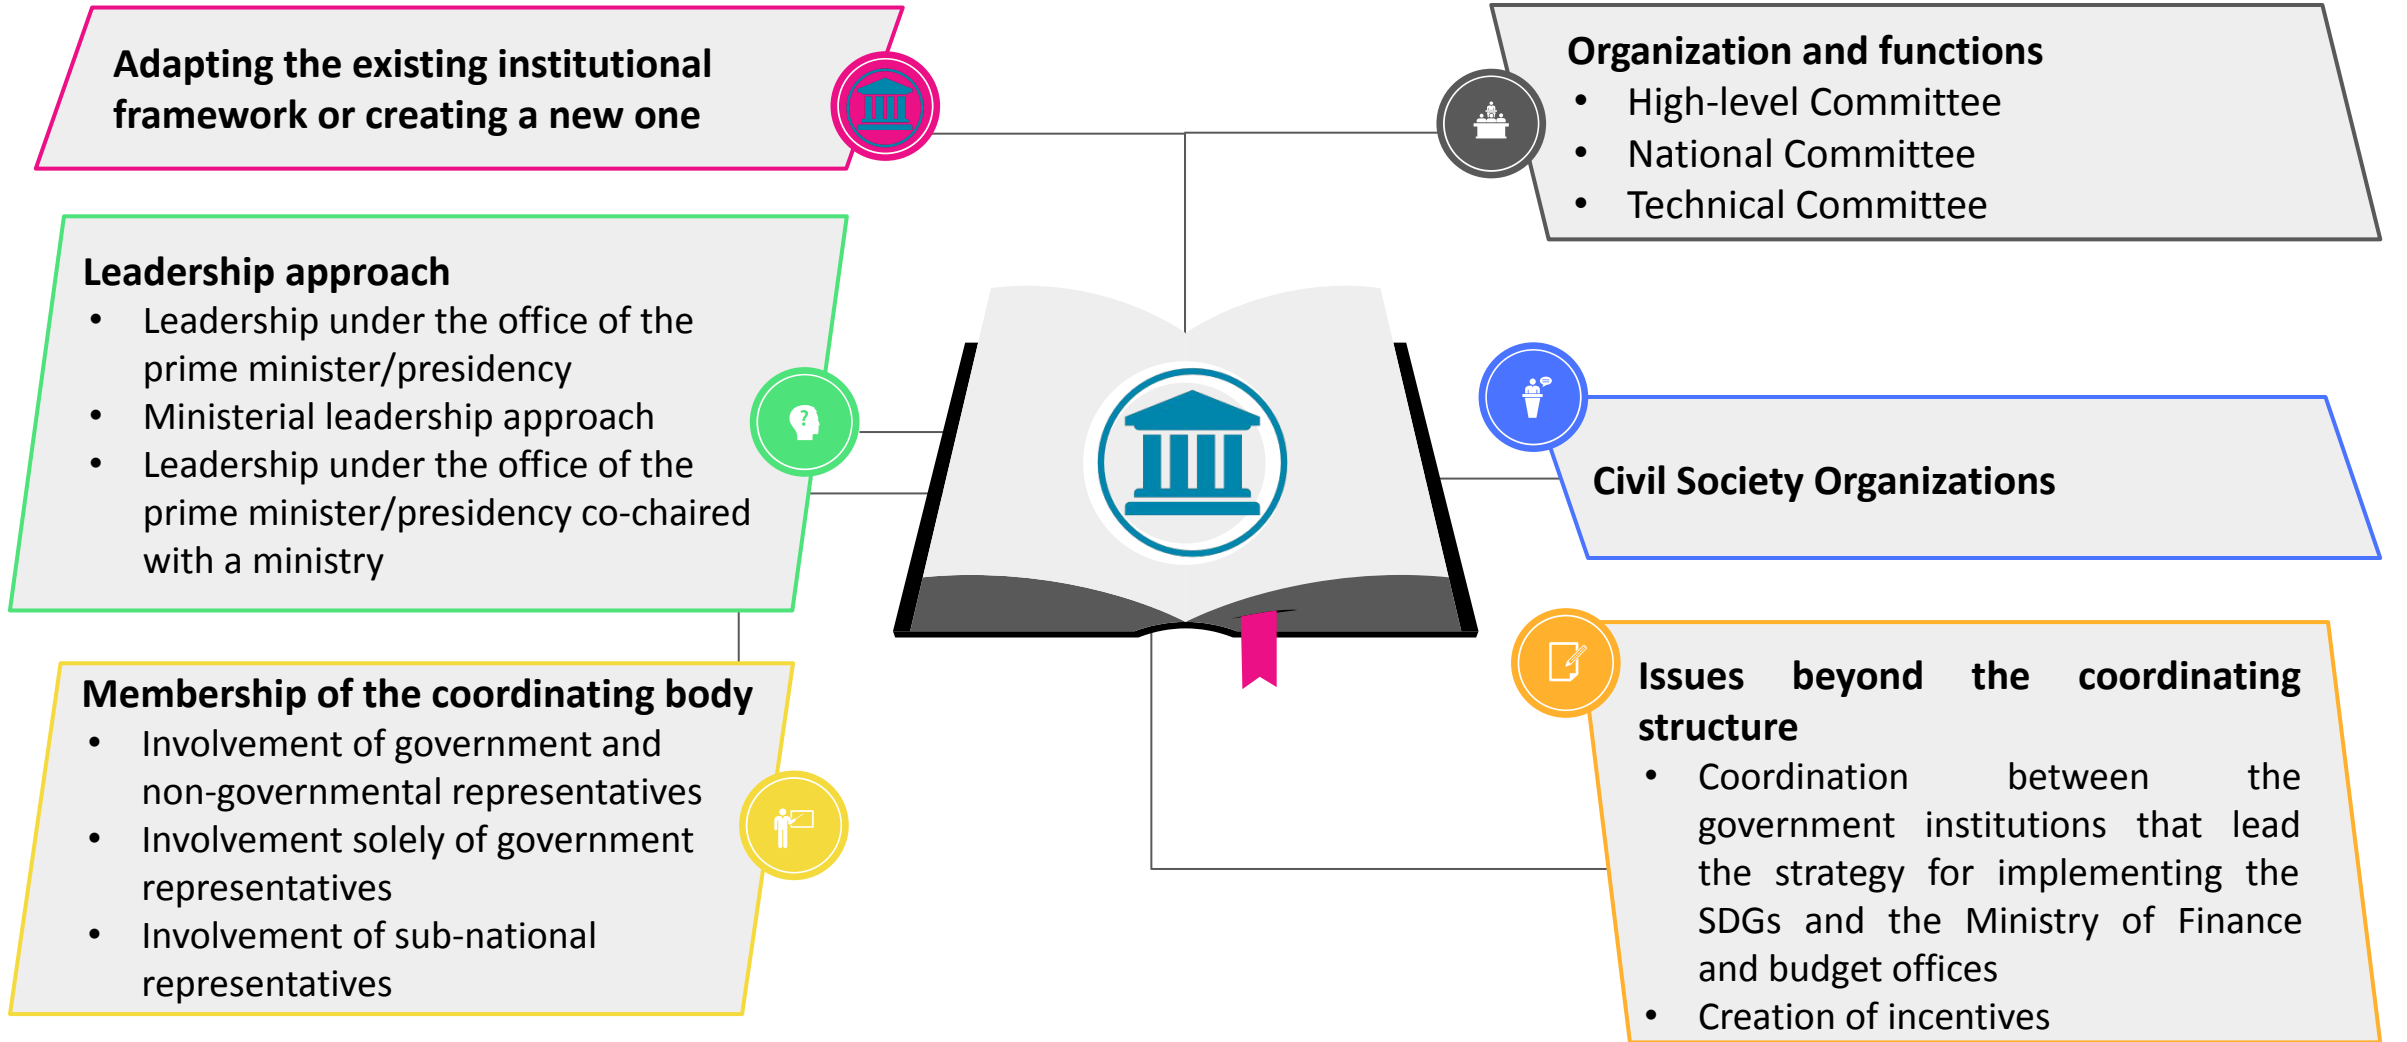 Adapting the existing institutional
framework or creating a new one
Leadership approach
• Leadership under the office of the
prime minister/presidency
• Ministerial leadership approach
• Leadership under the office of the
prime minister/presidency co-chaired
with a ministry
Membership of the coordinating body
• Involvement of government and
non-governmental representatives
• Involvement solely of government
representatives
• Involvement of sub-national
representatives
Organization and functions
• High-level Committee
• National Committee
• Technical Committee
Civil Society Organizations
Issues beyond the coordinating
structure
• Coordination between the
government institutions that lead
the strategy for implementing the
SDGs and the Ministry of Finance
and budget offices
• Creation of incentives